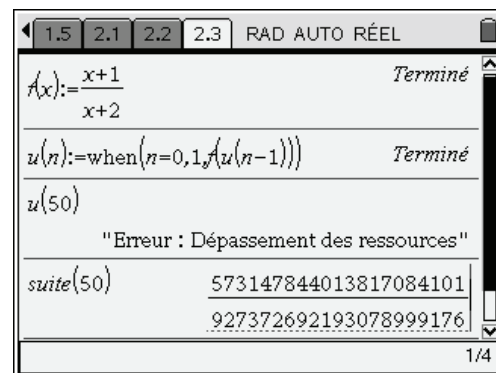 1.5 2.1 2.2 2.3 RAD AUTO RÉEL
f(x):=x+1/x+2 Terminé
u(n):=when(n=0,1,f(u(n-1))) Terminé
u(50)
"Erreur : Dépassement des ressources"
suite(50) 573147844013817084101/927372692193078999176
1/4